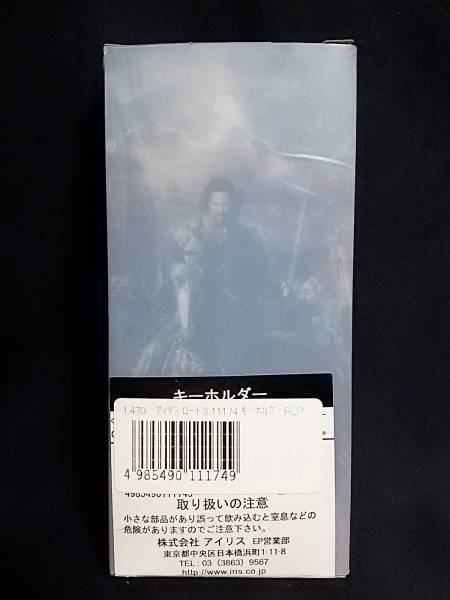 キーホルダー
1,470 アイリス ロート3 11174 キーホルダ-RLP
4 985490 111749
4985490111749
取り扱いの注意
小さな部品があり誤って飲み込むと窒息などの
危険がありますのでご注意下さい。
株式会社 アイリス EP営業部
東京都中央区日本橋浜町1-11-8
TEL : 03 (3863) 9567
http://www.iris.co.jp